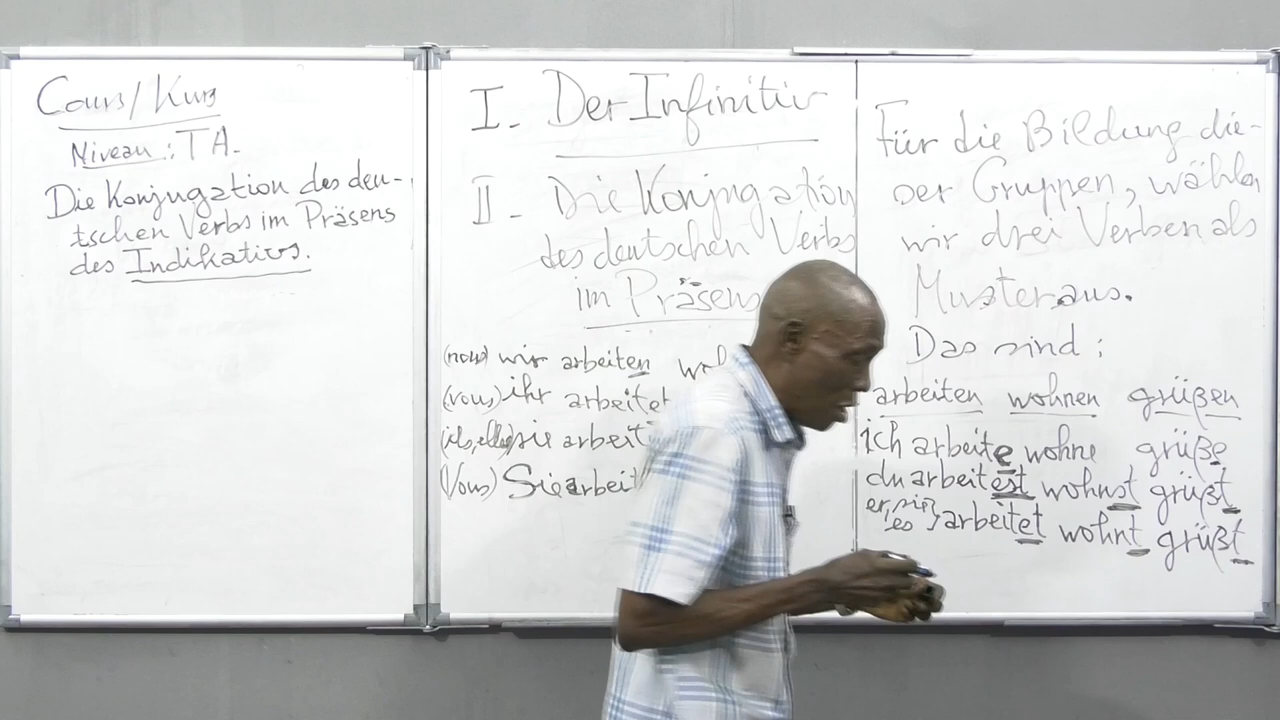 Cours/Kurs
Niveau : TA.
Die Konjugation des deu-
tschen Verbs im Präsens
des Indikativs.
I. Der Infinitiv
II - Die Konjugation
des deutschen Verbs
im Präsens
(nous) wir arbeiten
(vous) ihr arbeitet
(ils, elles) sie
(Vous) Sie
Für die Bildung die-
ser Gruppen, wählen
wir drei Verben als
Muster aus.
Das sind :
arbeiten wohnen grüßen
ich arbeite wohne grüße
du arbeitest wohnst grüßt
er, sie, es } arbeitet wohnt grüßt